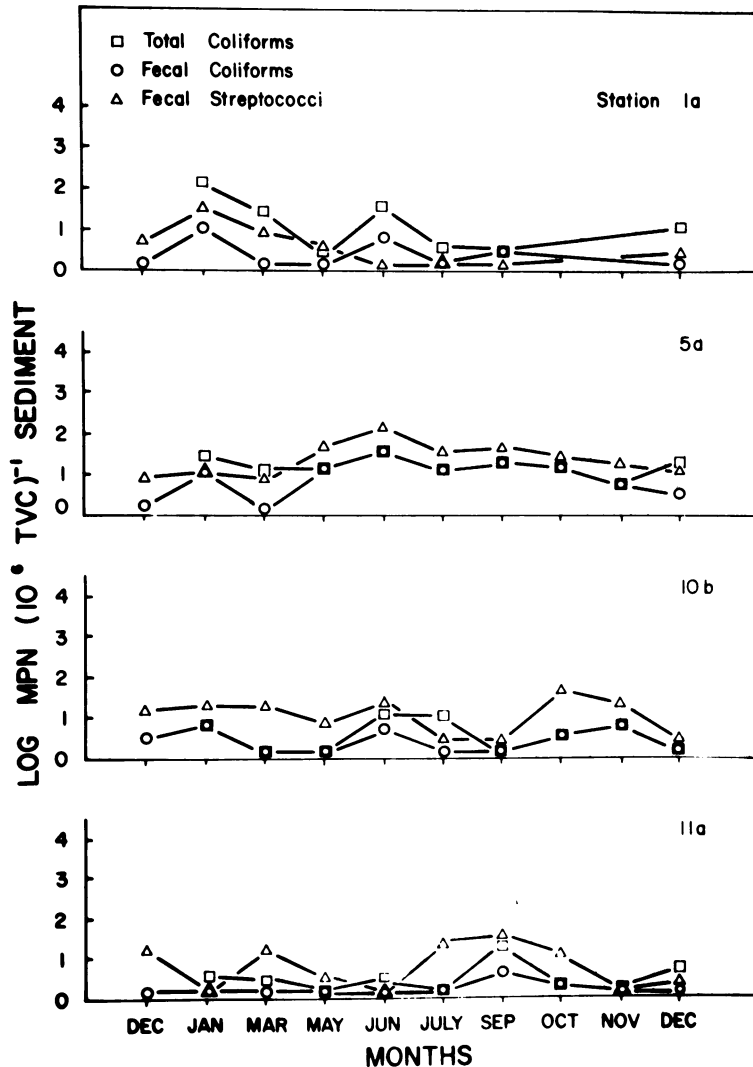 □ Total Coliforms
○ Fecal Coliforms
△ Fecal Streptococci
Station 1a
4
3
2
1
0
5a
4
3
2
1
0
10b
4
3
2
1
0
11a
4
3
2
1
0
LOG MPN (10⁶ TVC)⁻¹ SEDIMENT
DEC JAN MAR MAY JUN JULY SEP OCT NOV DEC
MONTHS